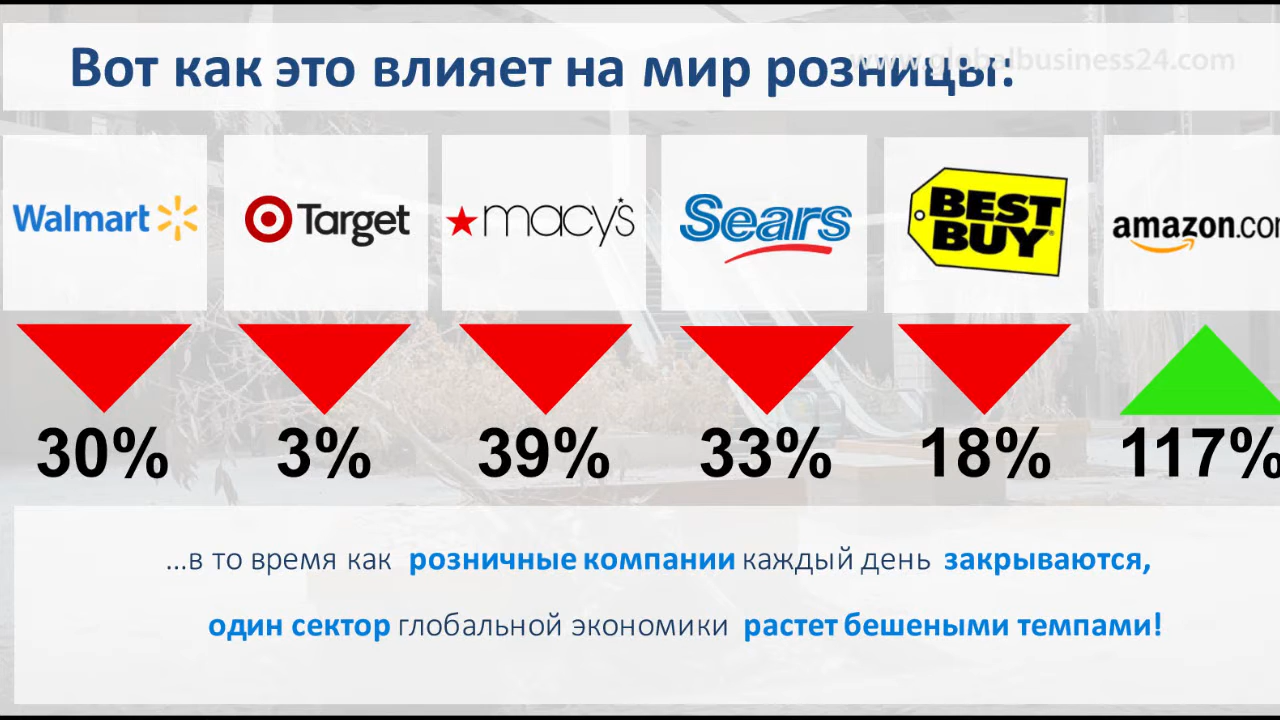 www.globalbusiness24.com
Вот как это влияет на мир розницы:
Walmart
Target
macy's
Sears
BEST
BUY
amazon.co
30%
3%
39%
33%
18%
117%
...в то время как розничные компании каждый день закрываются,
один сектор глобальной экономики растет бешеными темпами!